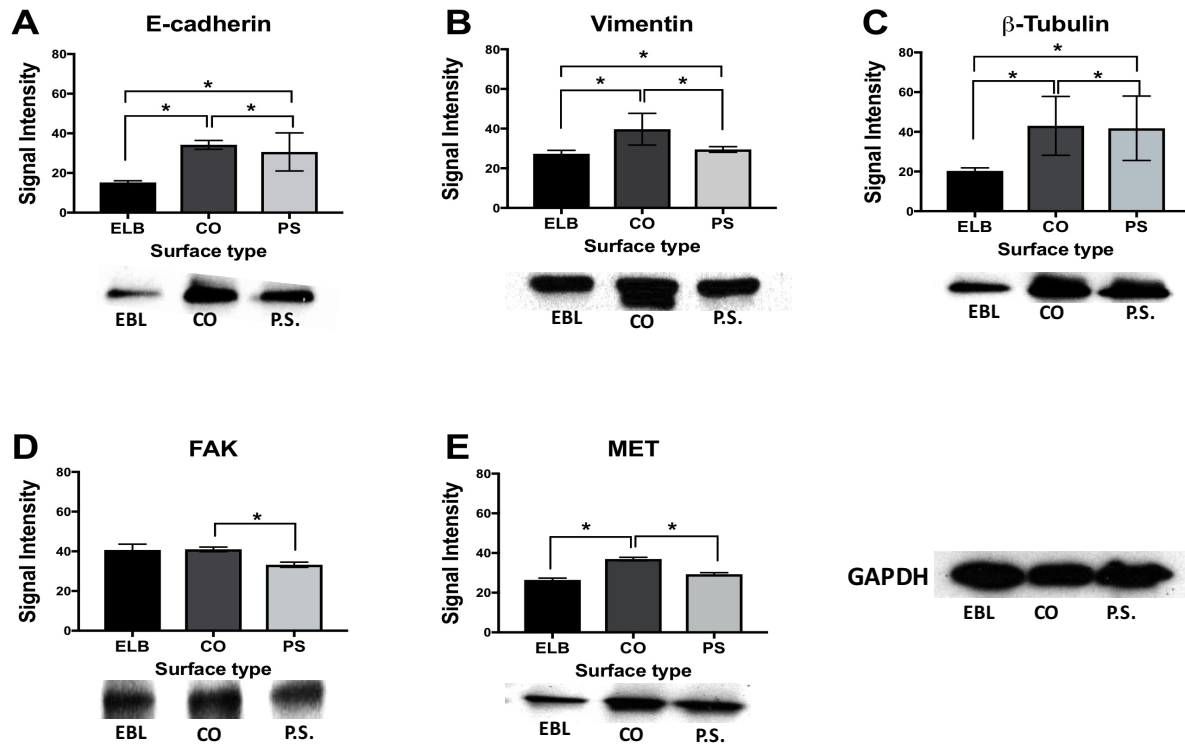 A E-cadherin
Signal Intensity
80
60
40
20
0
* * *
ELB CO PS
Surface type
EBL CO P.S.
B Vimentin
Signal Intensity
80
60
40
20
0
* * *
ELB CO PS
Surface type
EBL CO P.S.
C β-Tubulin
Signal Intensity
80
60
40
20
0
* * *
ELB CO PS
Surface type
EBL CO P.S.
D FAK
Signal Intensity
80
60
40
20
0
*
ELB CO PS
Surface type
EBL CO P.S.
E MET
Signal Intensity
80
60
40
20
0
* *
ELB CO PS
Surface type
EBL CO P.S.
GAPDH
EBL CO P.S.